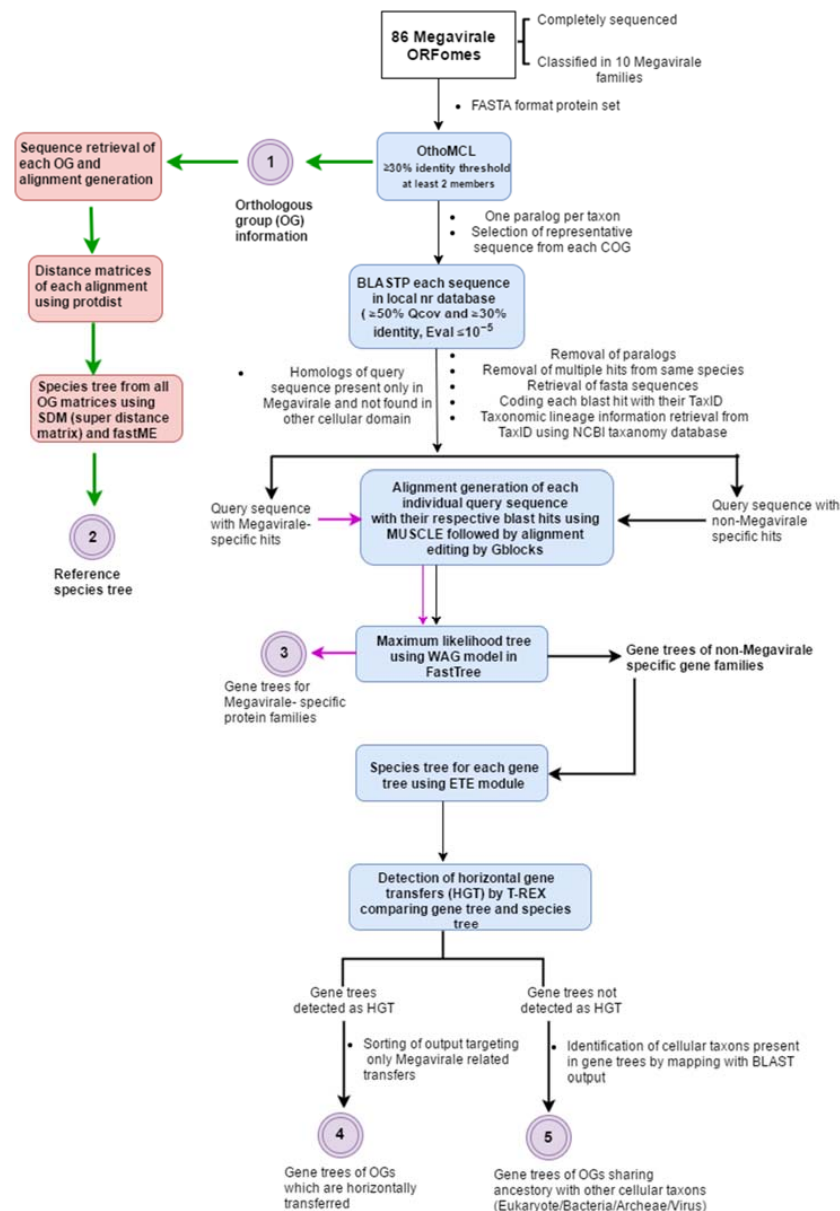 86 Megavirale
ORFomes
Completely sequenced
Classified in 10 Megavirale
families
• FASTA format protein set
OthoMCL
≥30% identity threshold
at least 2 members
1
Orthologous
group (OG)
information
Sequence retrieval of
each OG and
alignment generation
• One paralog per taxon
• Selection of representative
sequence from each COG
Distance matrices
of each alignment
using protdist
BLASTP each sequence
in local nr database
( ≥50% Qcov and ≥30%
identity, Eval ≤10⁻⁵
Species tree from all
OG matrices using
SDM (super distance
matrix) and fastME
• Homologs of query
sequence present only in
Megavirale and not found in
other cellular domain
• Removal of paralogs
• Removal of multiple hits from same species
• Retrieval of fasta sequences
• Coding each blast hit with their TaxID
• Taxonomic lineage information retrieval from
TaxID using NCBI taxanomy database
2
Reference
species tree
Query sequence
with Megavirale-
specific hits
Alignment generation of each
individual query sequence
with their respective blast hits using
MUSCLE followed by alignment
editing by Gblocks
Query sequence with
non-Megavirale
specific hits
3
Gene trees for
Megavirale- specific
protein families
Maximum likelihood tree
using WAG model in
FastTree
Gene trees of non-Megavirale
specific gene families
Species tree for each gene
tree using ETE module
Detection of horizontal gene
transfers (HGT) by T-REX
comparing gene tree and species
tree
Gene trees
detected as HGT
Gene trees not
detected as HGT
• Sorting of output targeting
only Megavirale related
transfers
• Identification of cellular taxons present
in gene trees by mapping with BLAST
output
4
Gene trees of OGs
which are horizontally
transferred
5
Gene trees of OGs sharing
ancestry with other cellular taxons
(Eukaryote/Bacteria/Archeae/Virus)